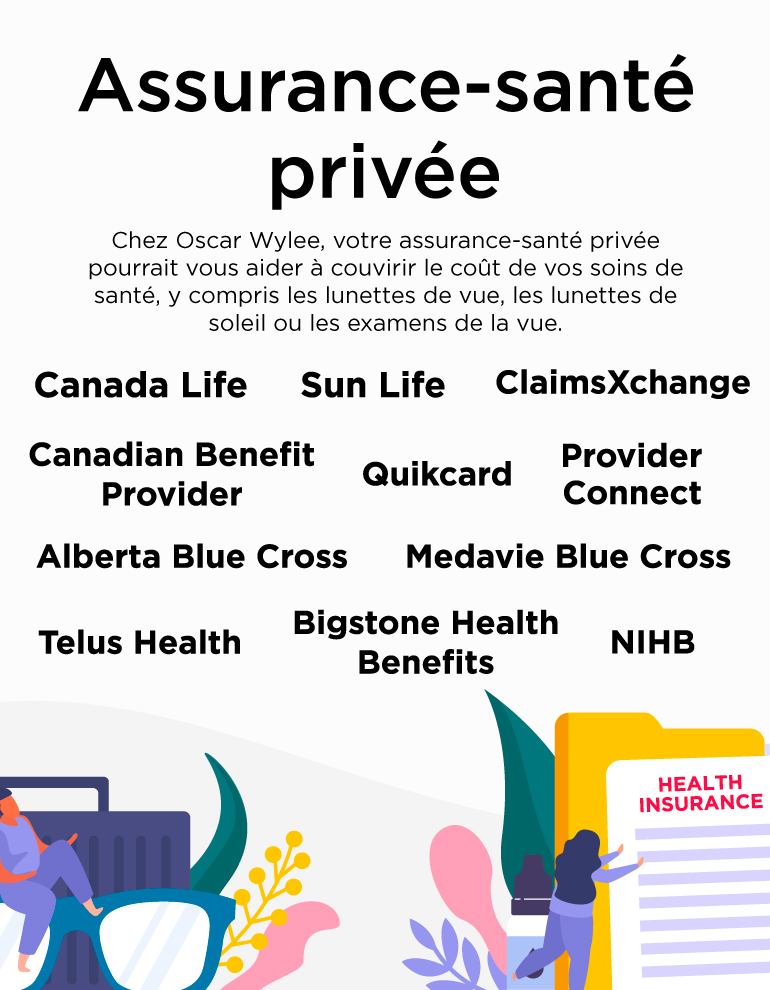 Assurance-santé
privée
Chez Oscar Wylee, votre assurance-santé privée
pourrait vous aider à couvirir le coût de vos soins de
santé, y compris les lunettes de vue, les lunettes de
soleil ou les examens de la vue.
Canada Life
Sun Life
ClaimsXchange
Canadian Benefit
Provider
Quikcard
Provider
Connect
Alberta Blue Cross
Medavie Blue Cross
Telus Health
Bigstone Health
Benefits
NIHB
HEALTH
INSURANCE